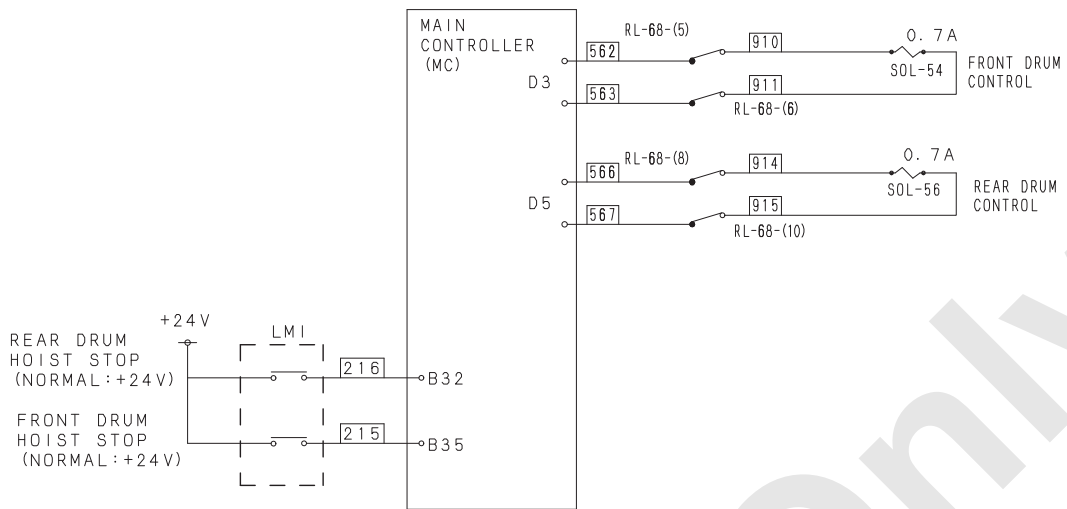 MAIN
CONTROLLER
(MC)
RL-68-(5)
562
910
0. 7A
SOL-54
FRONT DRUM
CONTROL
D3
563
911
RL-68-(6)
RL-68-(8)
566
914
0. 7A
SOL-56
REAR DRUM
CONTROL
D5
567
915
RL-68-(10)
+24V
LMI
REAR DRUM
HOIST STOP
(NORMAL:+24V)
216
B32
FRONT DRUM
HOIST STOP
(NORMAL:+24V)
215
B35
Only